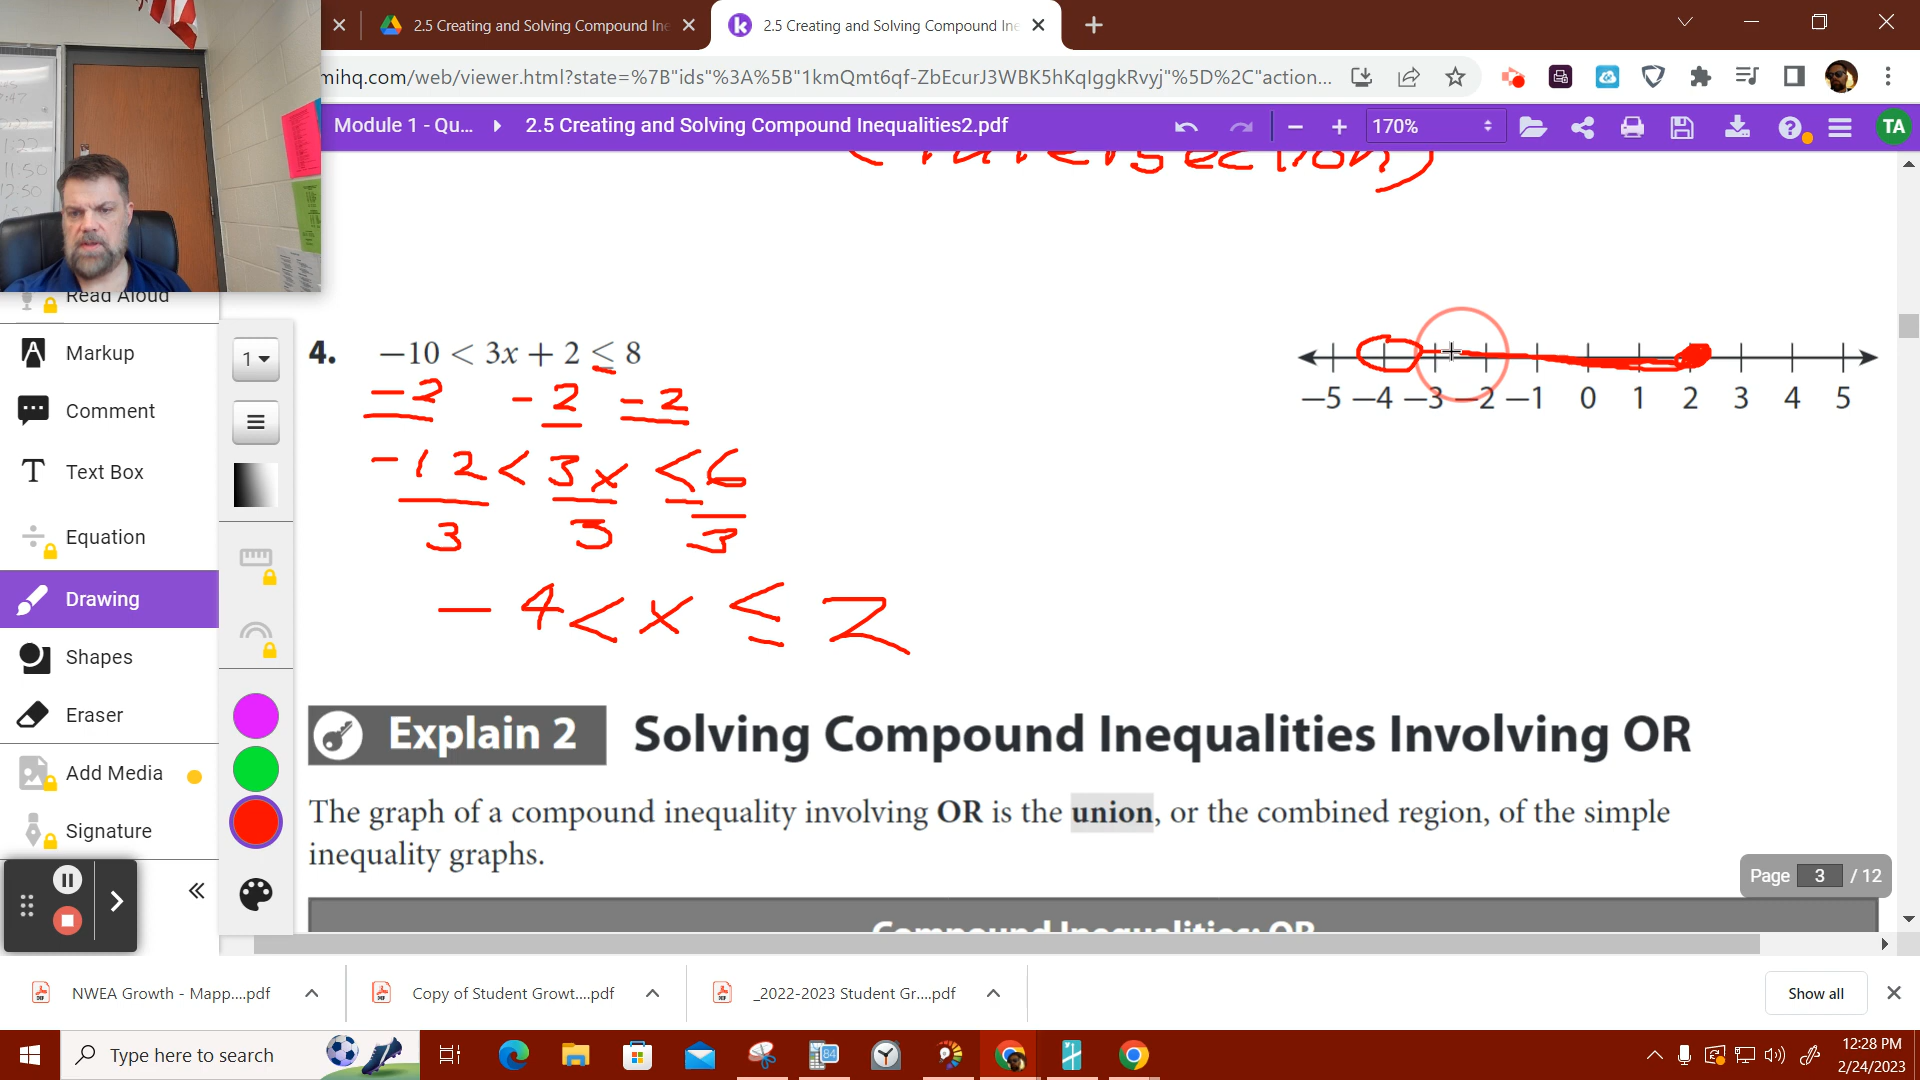 2.5 Creating and Solving Compound Ine
2.5 Creating and Solving Compound Ine
mihq.com/web/viewer.html?state=%7B"ids"%3A%5B"1kmQmt6qf-ZbEcurJ3WBK5hKqIggkRvyj"%5D%2C"action...
Module 1 - Qu... 2.5 Creating and Solving Compound Inequalities2.pdf 170% TA
(Intersection)
Read Aloud
Markup
Comment
Text Box
Equation
Drawing
Shapes
Eraser
Add Media
Signature
1
4. −10 < 3x + 2 ≤ 8
−2 −2 −2
−12 < 3x ≤ 6
3 3 3
−4 < x ≤ 2
−5 −4 −3 −2 −1 0 1 2 3 4 5
Explain 2 Solving Compound Inequalities Involving OR
The graph of a compound inequality involving OR is the union, or the combined region, of the simple
inequality graphs.
Page 3 / 12
Compound Inequalities: OR
NWEA Growth - Mapp....pdf Copy of Student Growt....pdf _2022-2023 Student Gr....pdf Show all
Type here to search
84
12:28 PM
2/24/2023